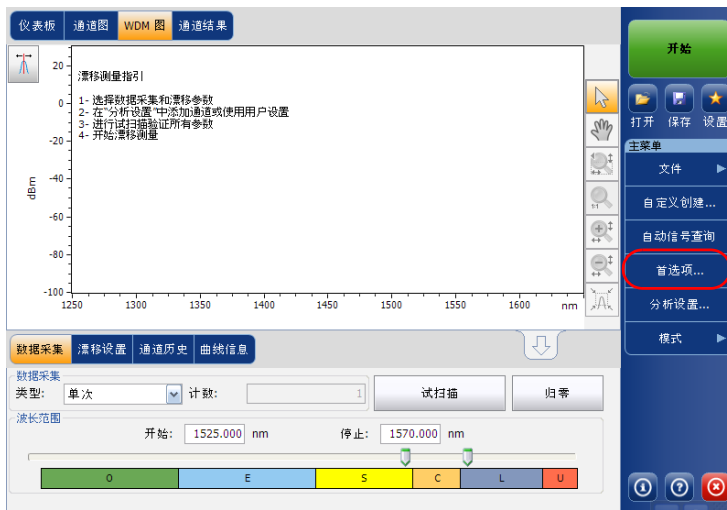 仪表板 通道图 WDM 图 通道结果
开始
打开 保存 设置
主菜单
文件
自定义创建...
自动信号查询
首选项...
分析设置...
模式
漂移测量指引
1- 选择数据采集和漂移参数
2- 在"分析设置"中添加通道或使用用户设置
3- 进行试扫描验证所有参数
4- 开始漂移测量
20
0
-20
-40
-60
-80
-100
dBm
1250 1300 1350 1400 1450 1500 1550 1600 nm
1:1
数据采集 漂移设置 通道历史 曲线信息
数据采集
类型: 单次 计数: 1 试扫描 归零
波长范围
开始: 1525.000 nm 停止: 1570.000 nm
O E S C L U